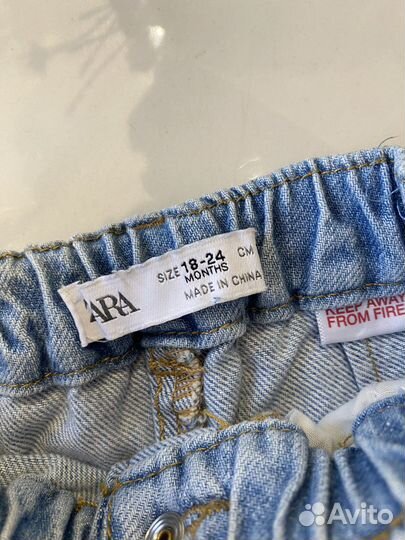 ZARA
SIZE 18-24 CM
MONTHS
MADE IN CHINA
KEEP AWAY
FROM FIRE
Avito